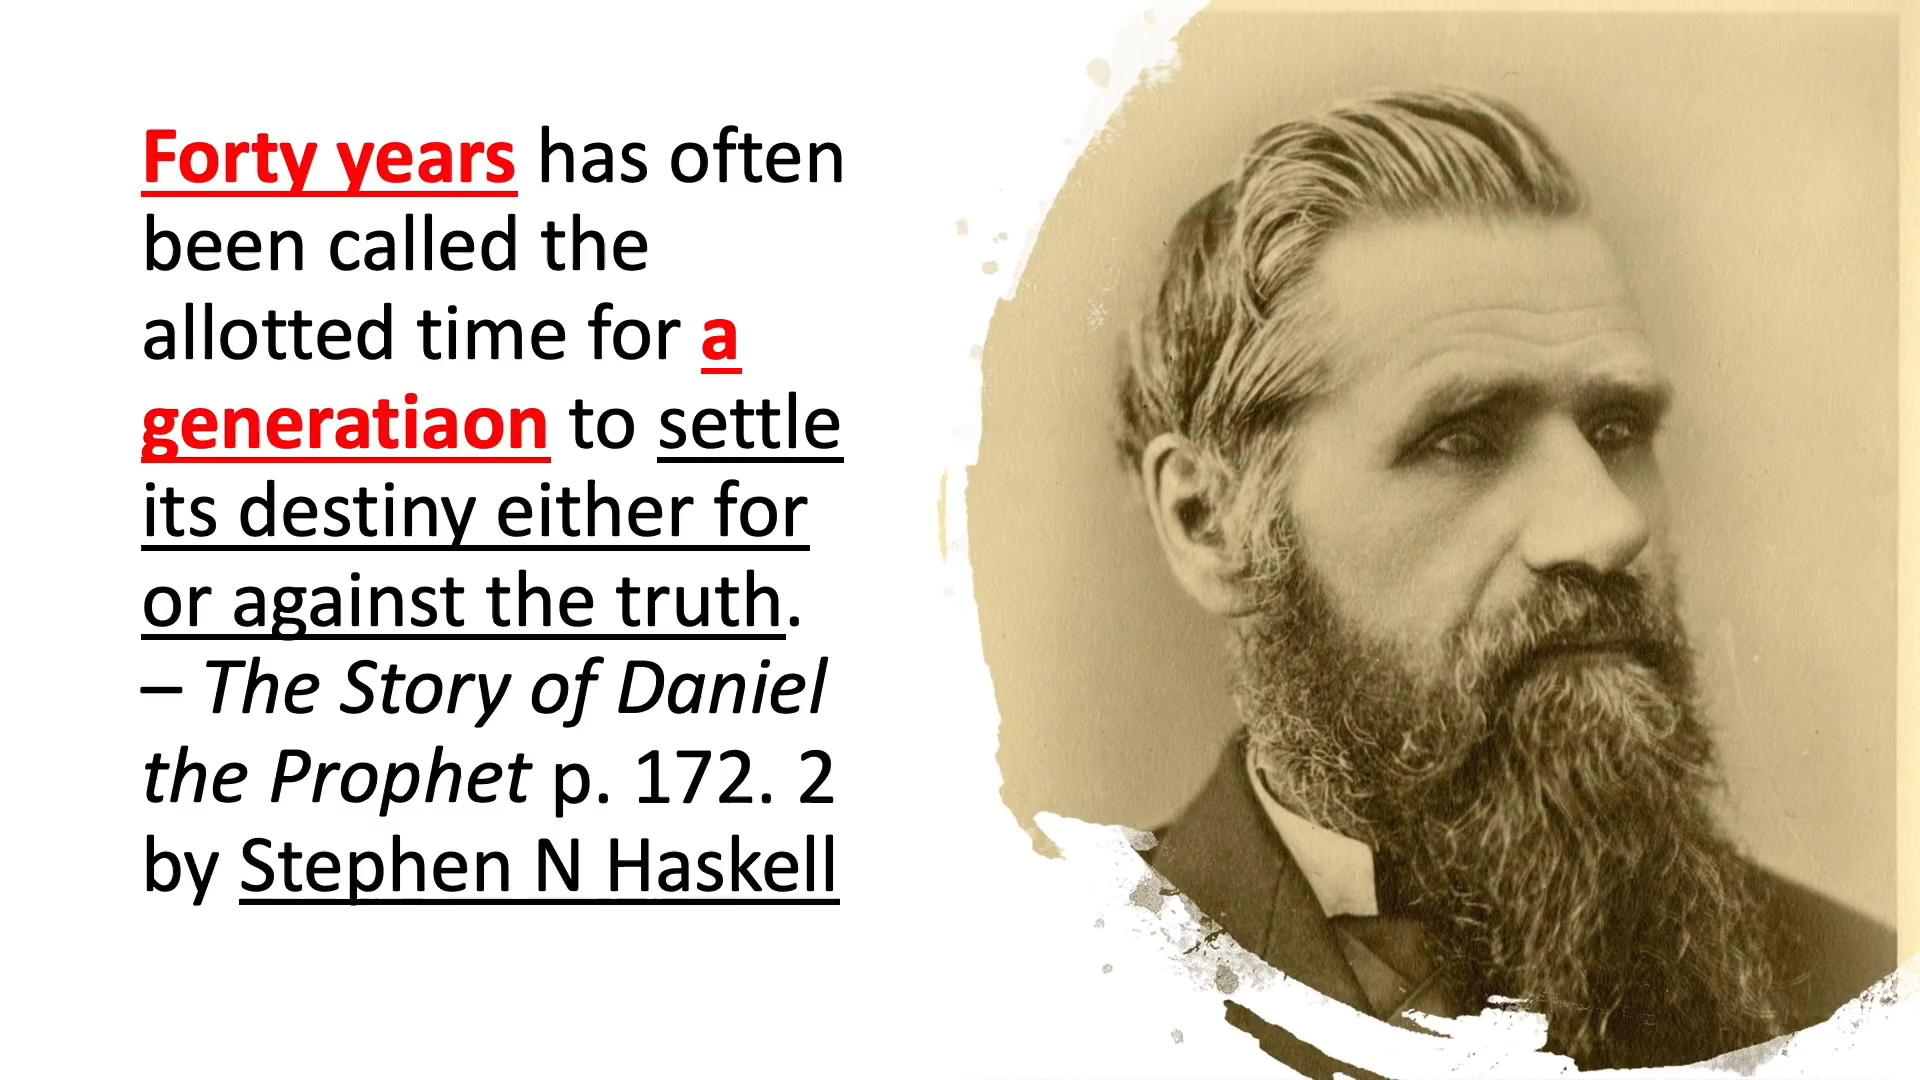 Forty years has often
been called the
allotted time for a
generatiaon to settle
its destiny either for
or against the truth.
– The Story of Daniel
the Prophet p. 172. 2
by Stephen N Haskell